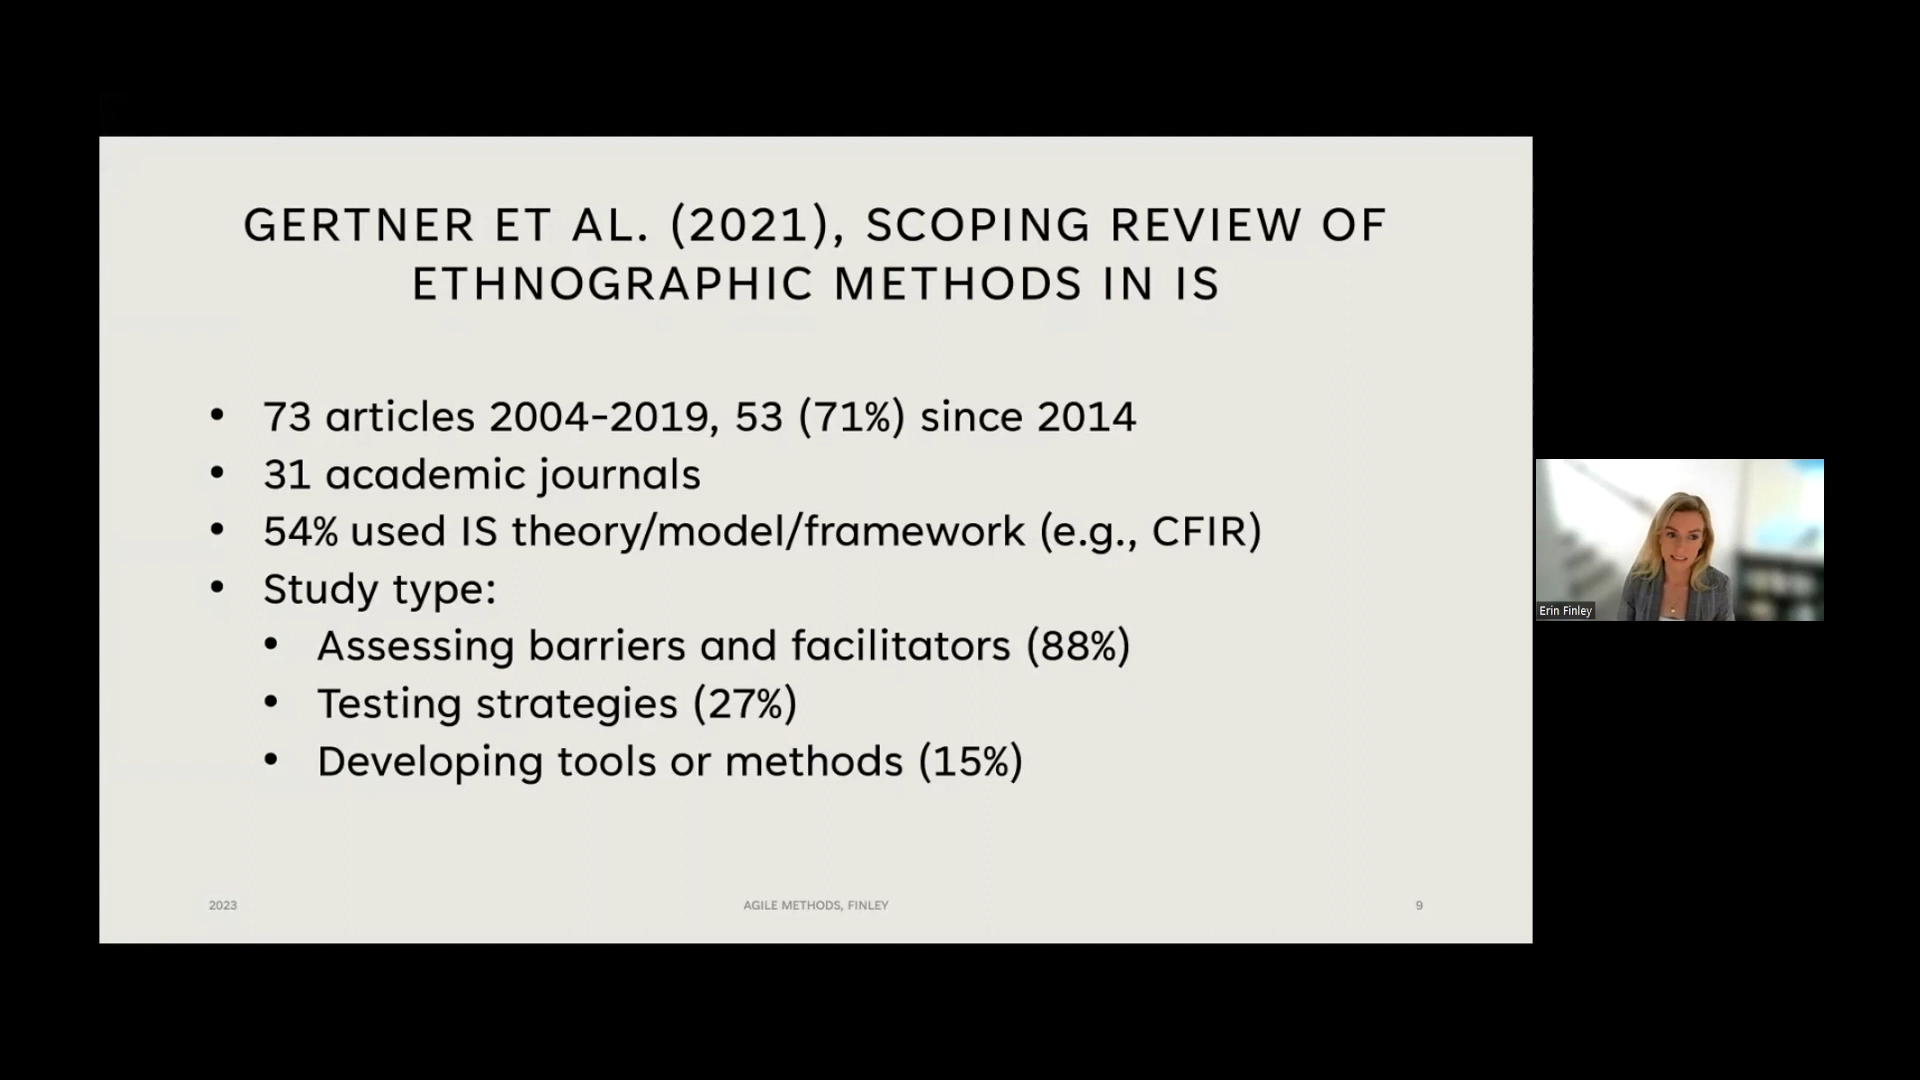 GERTNER ET AL. (2021), SCOPING REVIEW OF
ETHNOGRAPHIC METHODS IN IS
• 73 articles 2004-2019, 53 (71%) since 2014
• 31 academic journals
• 54% used IS theory/model/framework (e.g., CFIR)
• Study type:
• Assessing barriers and facilitators (88%)
• Testing strategies (27%)
• Developing tools or methods (15%)
2023
AGILE METHODS, FINLEY
9
Erin Finley